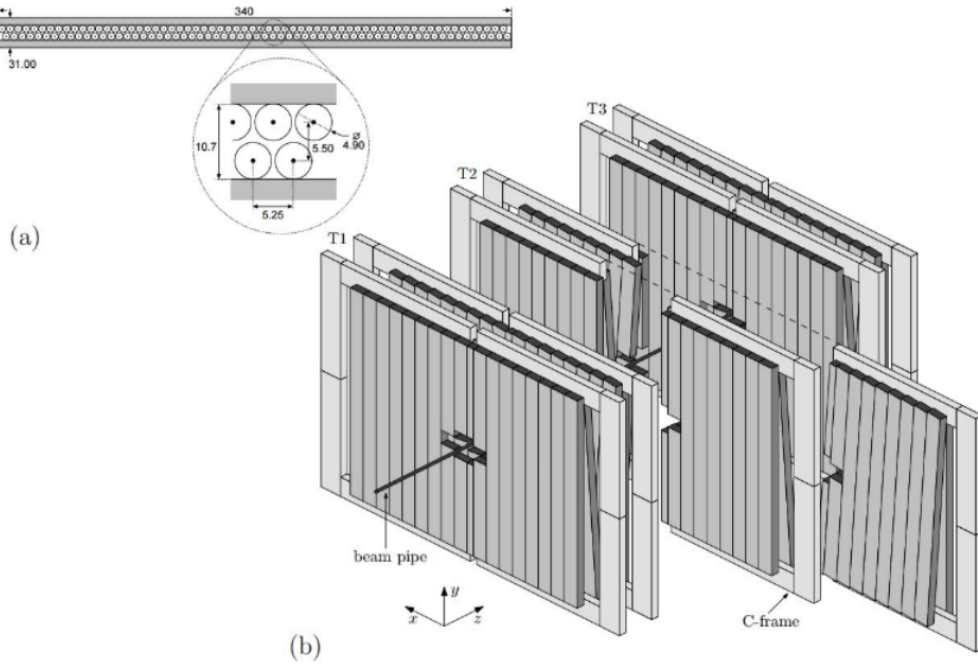 340
31.00
10.7
5.50
ø
4.90
5.25
(a)
T3
T2
T1
beam pipe
C-frame
y
x
z
(b)